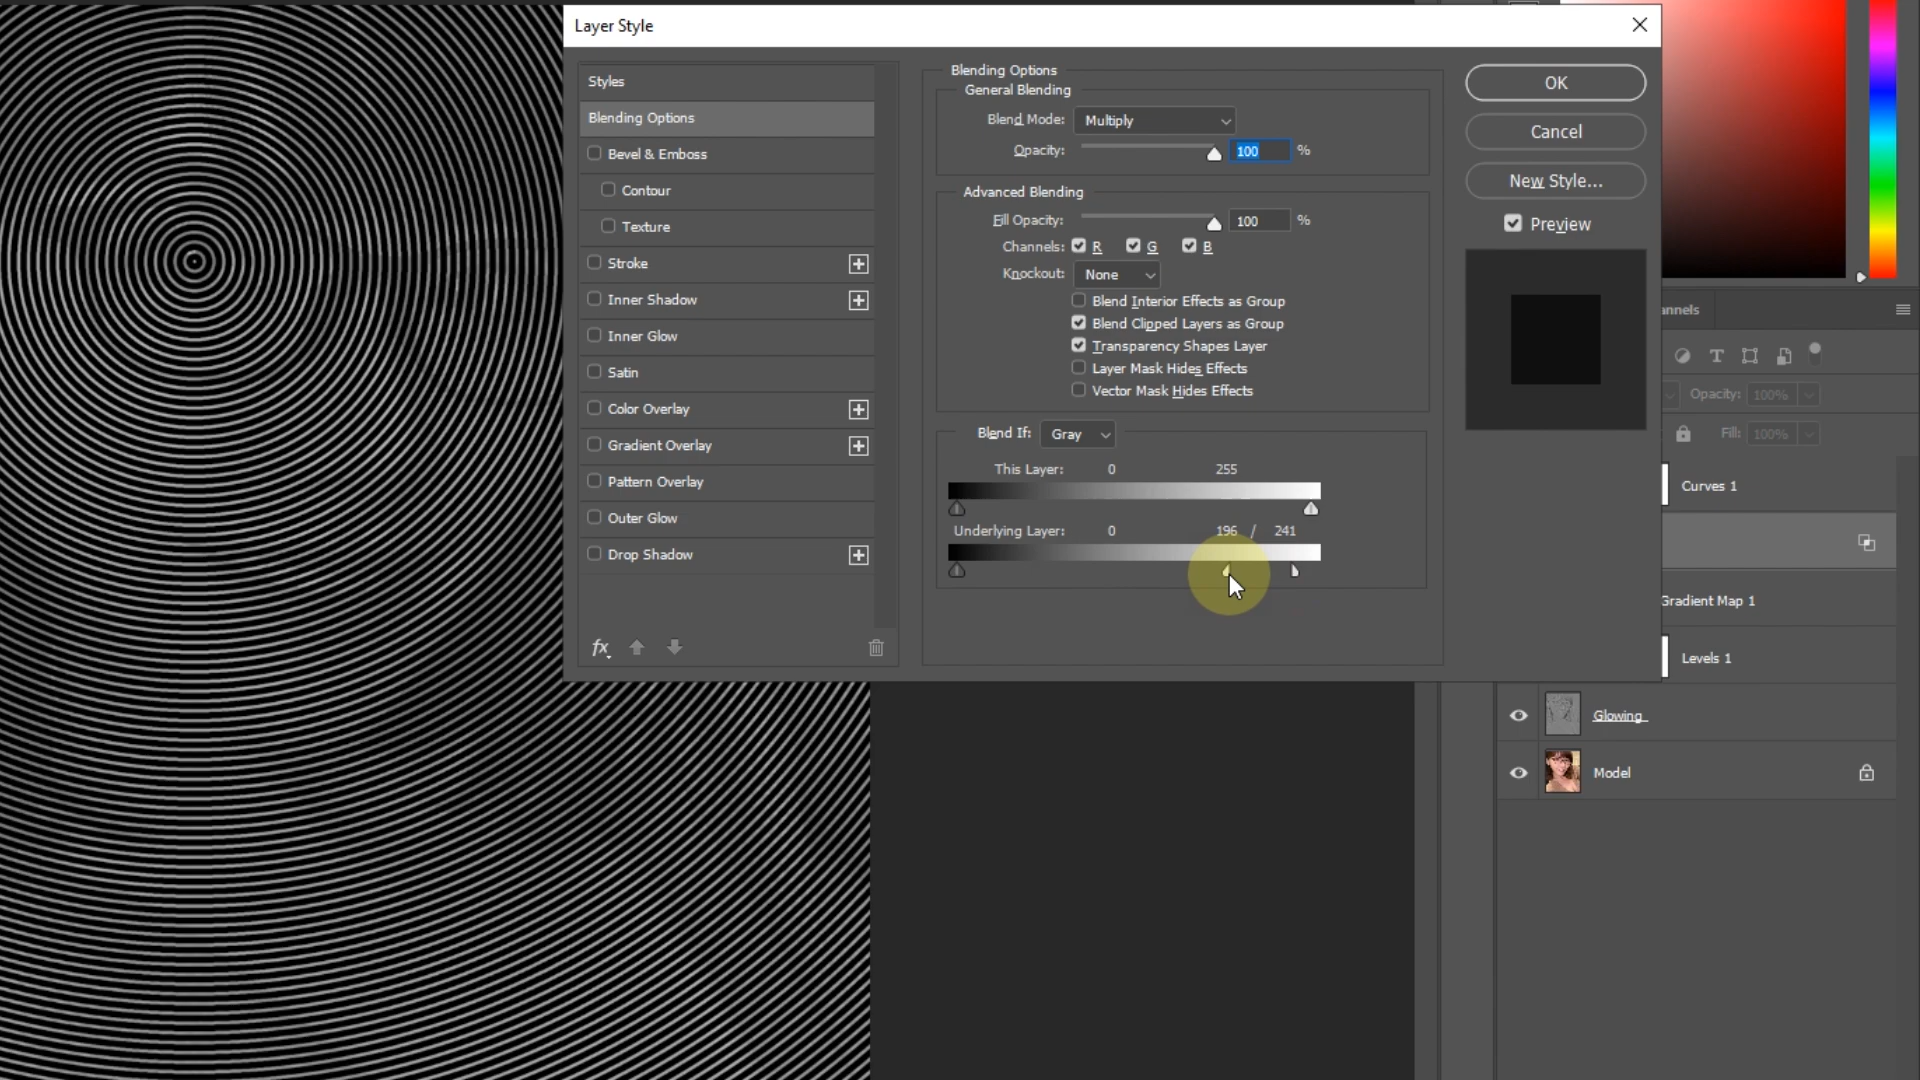 Layer Style
Styles
Blending Options
Bevel & Emboss
Contour
Texture
Stroke
Inner Shadow
Inner Glow
Satin
Color Overlay
Gradient Overlay
Pattern Overlay
Outer Glow
Drop Shadow
fx
Blending Options
General Blending
Blend Mode: Multiply
Opacity: 100 %
Advanced Blending
Fill Opacity: 100 %
Channels: R G B
Knockout: None
Blend Interior Effects as Group
Blend Clipped Layers as Group
Transparency Shapes Layer
Layer Mask Hides Effects
Vector Mask Hides Effects
Blend If: Gray
This Layer: 0 255
Underlying Layer: 0 196 / 241
OK
Cancel
New Style...
Preview
annels
Opacity: 100%
Fill: 100%
Curves 1
Gradient Map 1
Levels 1
Glowing
Model